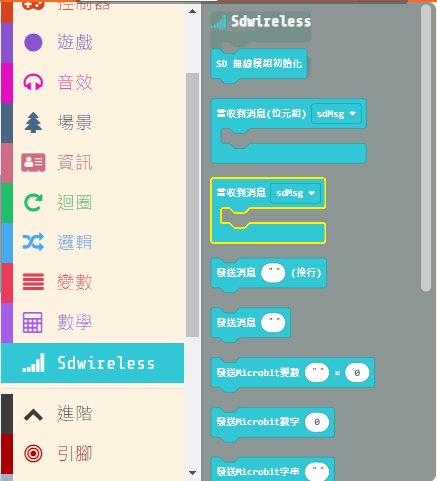 控制器
遊戲
音效
場景
資訊
迴圈
邏輯
變數
數學
Sdwireless
進階
引腳
Sdwireless
SD 無線模組初始化
當收到消息(位元組) sdMsg
當收到消息 sdMsg
發送消息 " " (換行)
發送消息 " "
發送Microbit變數 " " = 0
發送Microbit數字 0
發送Microbit字串 " "